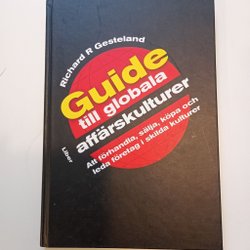 Richard R Gesteland
Guide
till globala
affärskulturer
Att förhandla, sälja, köpa och
leda företag i skilda kulturer
Liber